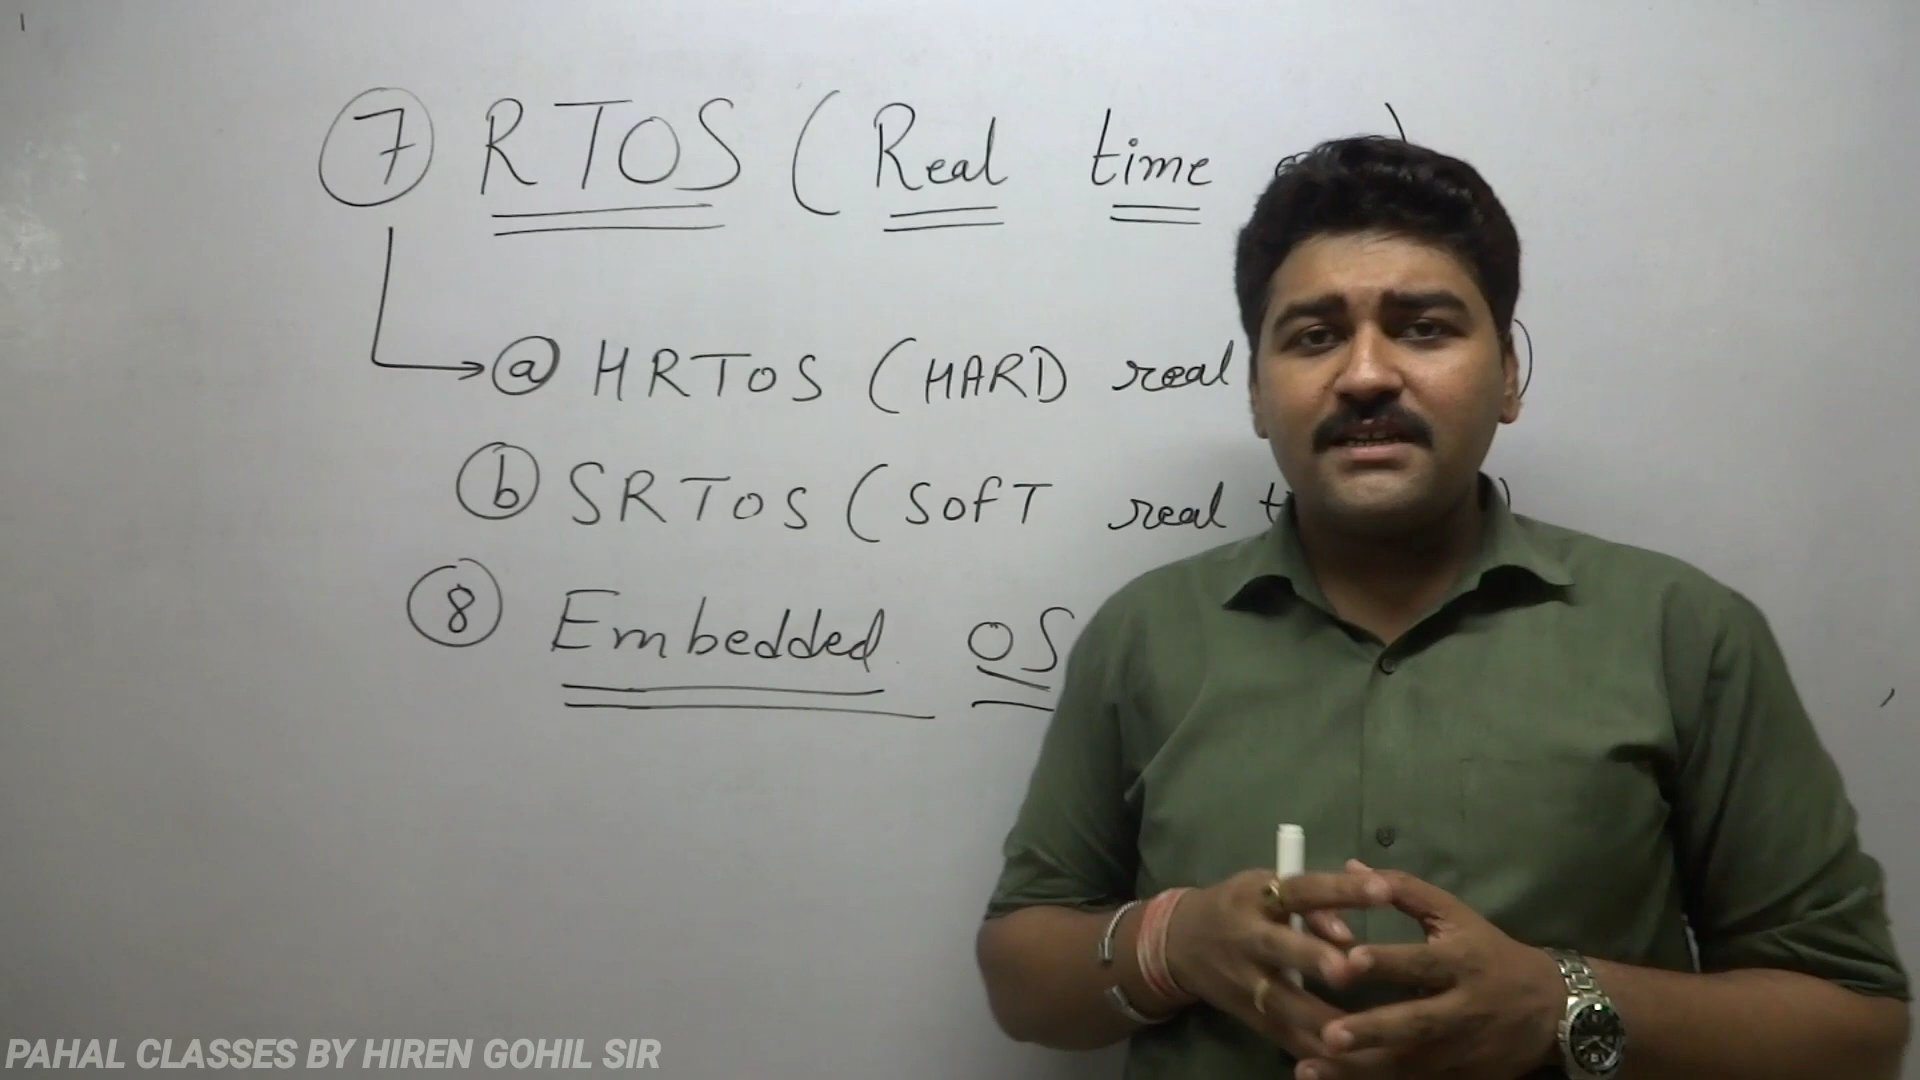 7 RTOS (Real time )
a HRTOS (HARD real )
b SRTOS (SOFT real )
8 Embedded OS
PAHAL CLASSES BY HIREN GOHIL SIR